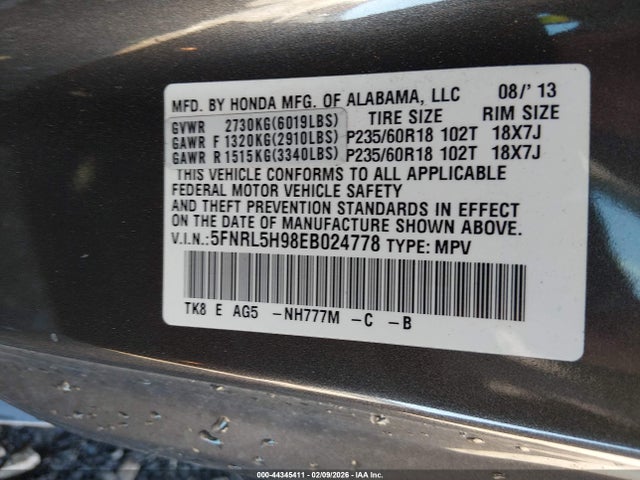 MFD. BY HONDA MFG. OF ALABAMA, LLC 08/' 13
GVWR 2730KG(6019LBS) TIRE SIZE RIM SIZE
GAWR F 1320KG(2910LBS) P235/60R18 102T 18X7J
GAWR R 1515KG(3340LBS) P235/60R18 102T 18X7J
THIS VEHICLE CONFORMS TO ALL APPLICABLE
FEDERAL MOTOR VEHICLE SAFETY
AND THEFT PREVENTION STANDARDS IN EFFECT
ON THE DATE OF MANUFACTURE SHOWN ABOVE.
V.I.N.: 5FNRL5H98EB024778 TYPE: MPV
TK8 E AG5 -NH777M -C -B
000-44345411 - 02/09/2026 - IAA Inc.